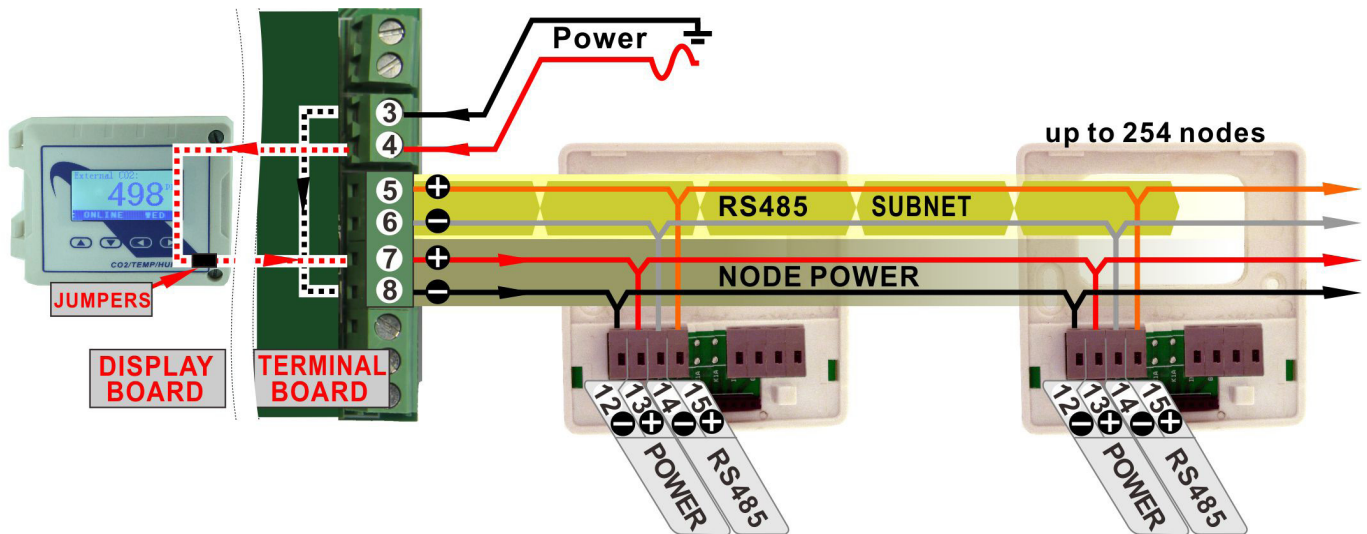 Power
3
4
up to 254 nodes
External CO2:
498
ONLINE WED
CO2/TEMP/HU
JUMPERS
5 +
6 −
7 +
8 −
RS485 SUBNET
NODE POWER
DISPLAY
BOARD
TERMINAL
BOARD
12 −
13 +
14 −
15 +
POWER
RS485
12 −
13 +
14 −
15 +
POWER
RS485